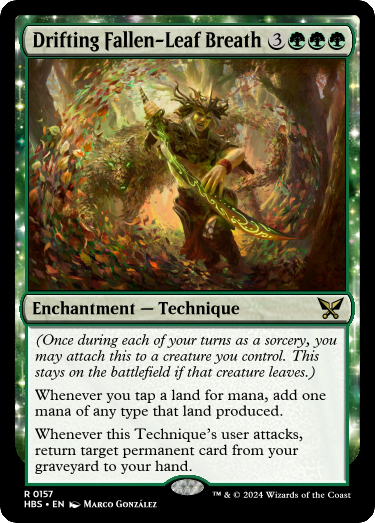 Drifting Fallen-Leaf Breath 3
Enchantment — Technique
(Once during each of your turns as a sorcery, you
may attach this to a creature you control. This
stays on the battlefield if that creature leaves.)
Whenever you tap a land for mana, add one
mana of any type that land produced.
Whenever this Technique's user attacks,
return target permanent card from your
graveyard to your hand.
R 0157
HBS • EN Marco González
™ & © 2024 Wizards of the Coast